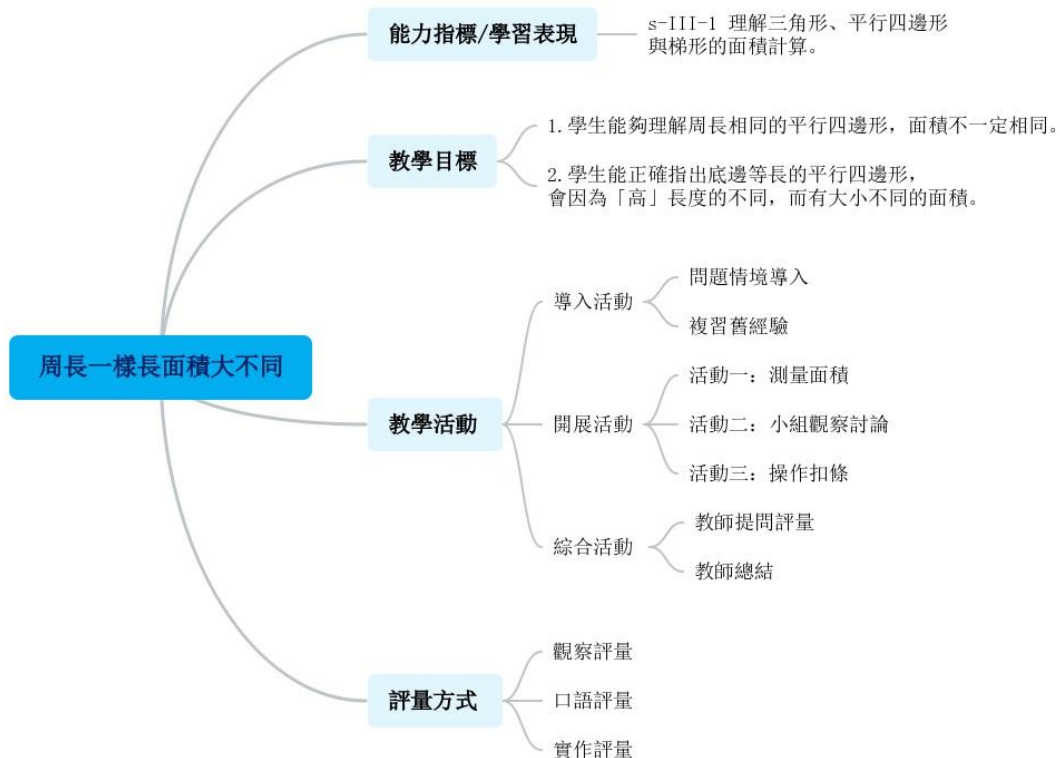 周長一樣長面積大不同
能力指標/學習表現
s-III-1 理解三角形、平行四邊形
與梯形的面積計算。
教學目標
1.學生能夠理解周長相同的平行四邊形，面積不一定相同。
2.學生能正確指出底邊等長的平行四邊形，
會因為「高」長度的不同，而有大小不同的面積。
教學活動
導入活動
問題情境導入
複習舊經驗
開展活動
活動一：測量面積
活動二：小組觀察討論
活動三：操作扣條
綜合活動
教師提問評量
教師總結
評量方式
觀察評量
口語評量
實作評量